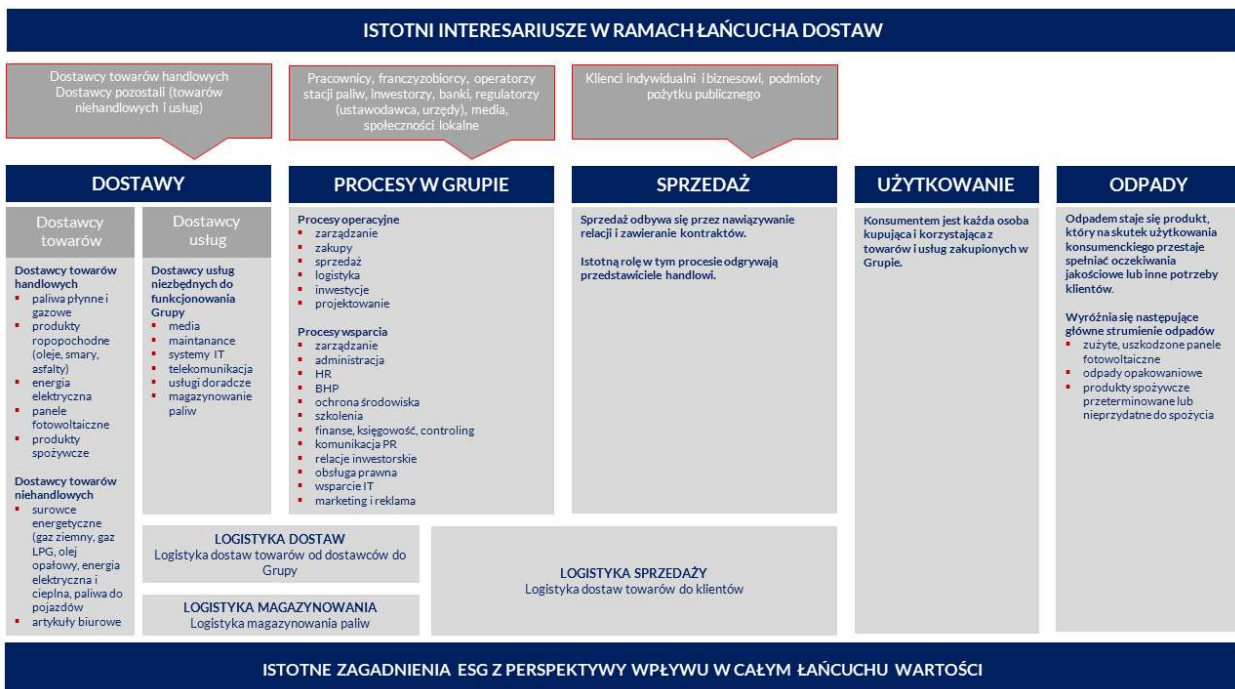 ISTOTNI INTERESARIUSZE W RAMACH ŁAŃCUCHA DOSTAW
Dostawcy towarów handlowych
Dostawcy pozostali (towarów
niehandlowych i usług)
Pracownicy, franczyzobiorcy, operatorzy
stacji paliw, inwestorzy, banki, regulatorzy
(ustawodawca, urzędy), media,
społeczności lokalne
Klienci indywidualni i biznesowi, podmioty
pożytku publicznego
DOSTAWY
Dostawcy
towarów
Dostawcy towarów
handlowych
▪ paliwa płynne i
gazowe
▪ produkty
ropopochodne
(oleje, smary,
asfalty)
▪ energia
elektryczna
▪ panele
fotowoltaiczne
▪ produkty
spożywcze
Dostawcy towarów
niehandlowych
▪ surowce
energetyczne
(gaz ziemny, gaz
LPG, olej
opałowy, energia
elektryczna i
cieplna, paliwa do
pojazdów
▪ artykuły biurowe
Dostawcy
usług
Dostawcy usług
niezbędnych do
funkcjonowania
Grupy
▪ media
▪ maintanance
▪ systemy IT
▪ telekomunikacja
▪ usługi doradcze
▪ magazynowanie
paliw
PROCESY W GRUPIE
Procesy operacyjne
▪ zarządzanie
▪ zakupy
▪ sprzedaż
▪ logistyka
▪ inwestycje
▪ projektowanie
Procesy wsparcia
▪ zarządzanie
▪ administracja
▪ HR
▪ BHP
▪ ochrona środowiska
▪ szkolenia
▪ finanse, księgowość, controling
▪ komunikacja PR
▪ relacje inwestorskie
▪ obsługa prawna
▪ wsparcie IT
▪ marketing i reklama
SPRZEDAŻ
Sprzedaż odbywa się przez nawiązywanie
relacji i zawieranie kontraktów.
Istotną rolę w tym procesie odgrywają
przedstawiciele handlowi.
UŻYTKOWANIE
Konsumentem jest każda osoba
kupująca i korzystająca z
towarów i usług zakupionych w
Grupie.
ODPADY
Odpadem staje się produkt,
który na skutek użytkowania
konsumenckiego przestaje
spełniać oczekiwania
jakościowe lub inne potrzeby
klientów.
Wyróżnia się następujące
główne strumienie odpadów
▪ zużyte, uszkodzone panele
fotowoltaiczne
▪ odpady opakowaniowe
▪ produkty spożywcze
przeterminowane lub
nieprzydatne do spożycia
LOGISTYKA DOSTAW
Logistyka dostaw towarów od dostawców do
Grupy
LOGISTYKA MAGAZYNOWANIA
Logistyka magazynowania paliw
LOGISTYKA SPRZEDAŻY
Logistyka dostaw towarów do klientów
ISTOTNE ZAGADNIENIA ESG Z PERSPEKTYWY WPŁYWU W CAŁYM ŁAŃCUCHU WARTOŚCI